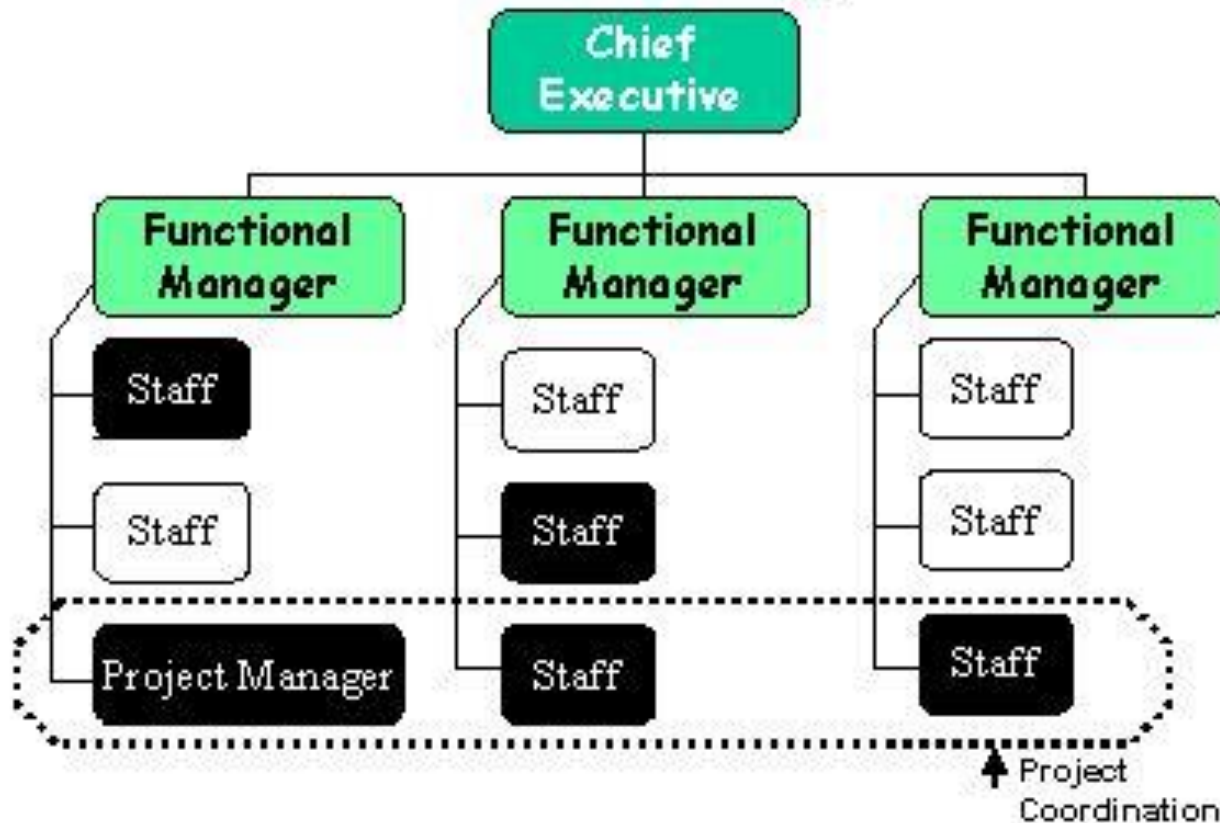 Chief
Executive
Functional
Manager
Functional
Manager
Functional
Manager
Staff
Staff
Staff
Staff
Staff
Staff
Project Manager
Staff
Staff
Project
Coordination